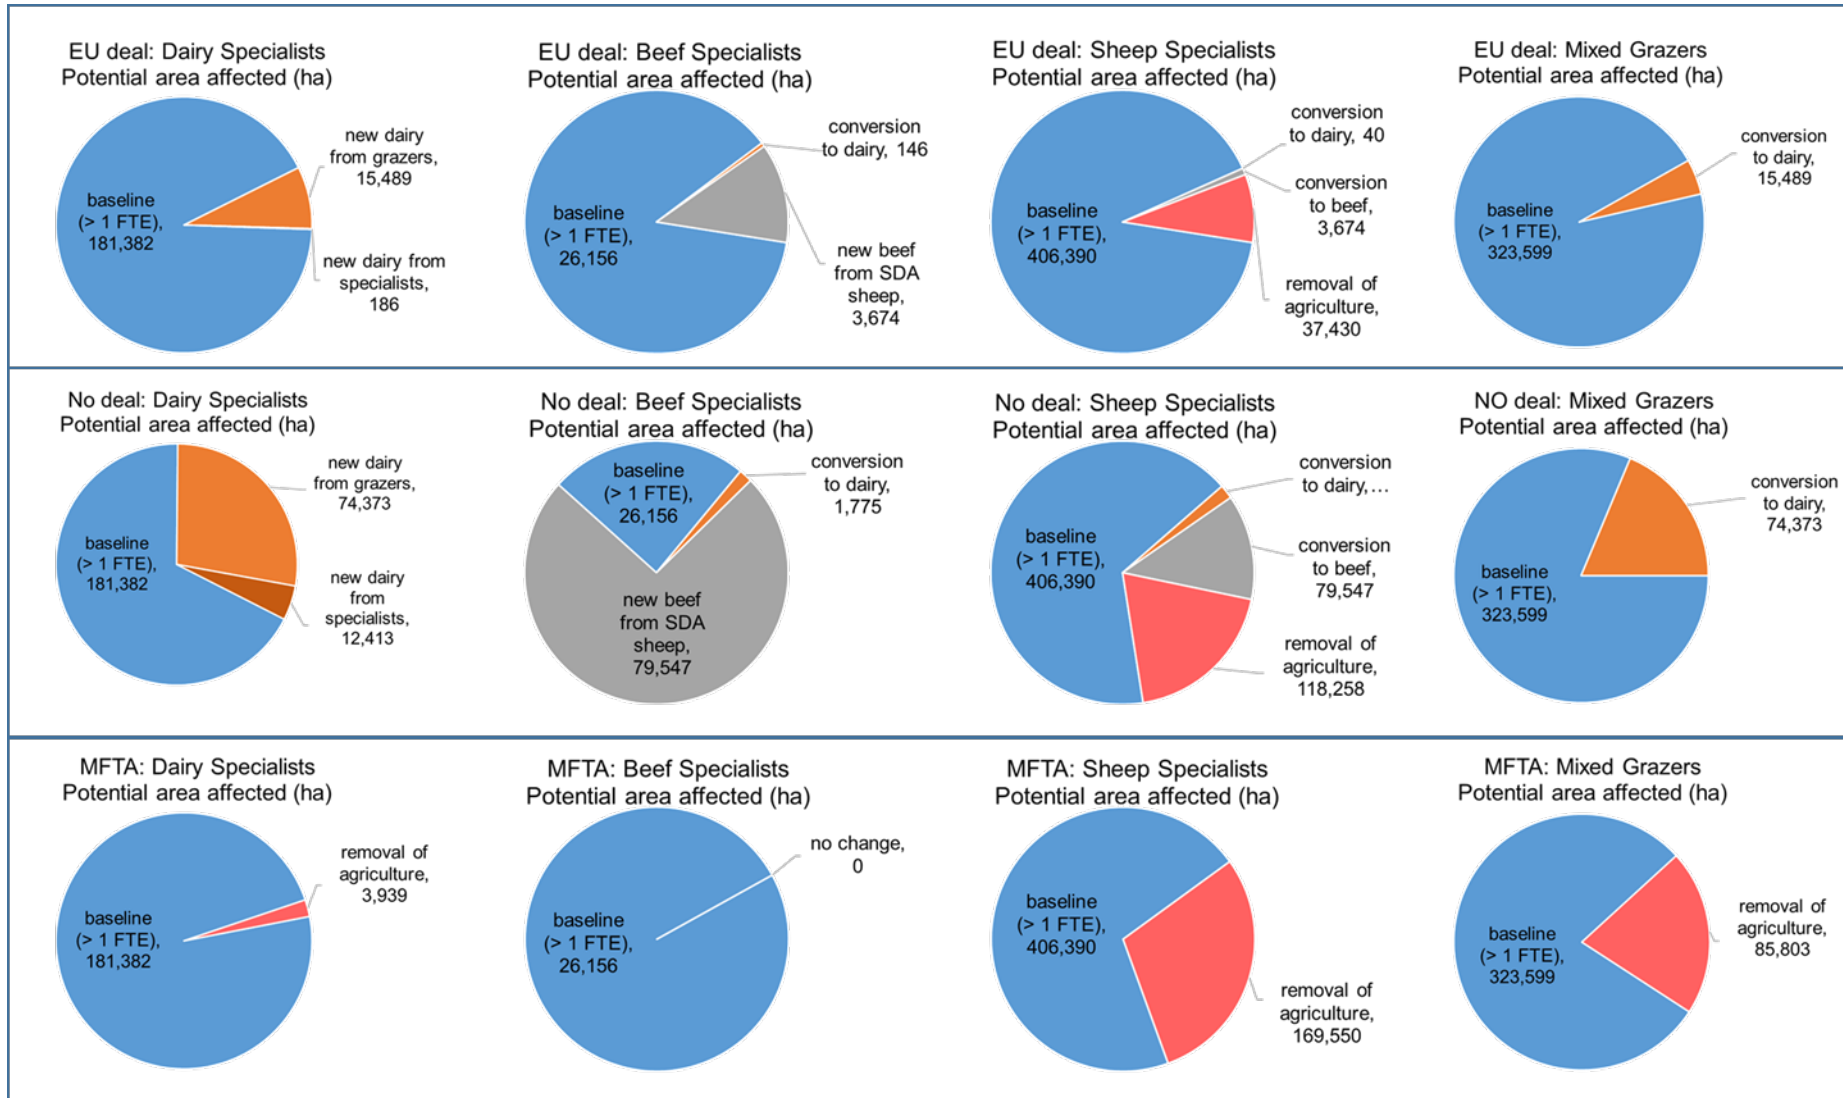 EU deal: Dairy Specialists
Potential area affected (ha)
baseline
(> 1 FTE),
181,382
new dairy
from grazers,
15,489
new dairy from
specialists,
186
EU deal: Beef Specialists
Potential area affected (ha)
baseline
(> 1 FTE),
26,156
conversion
to dairy, 146
new beef
from SDA
sheep,
3,674
EU deal: Sheep Specialists
Potential area affected (ha)
baseline
(> 1 FTE),
406,390
conversion
to dairy, 40
conversion
to beef,
3,674
removal of
agriculture,
37,430
EU deal: Mixed Grazers
Potential area affected (ha)
baseline
(> 1 FTE),
323,599
conversion
to dairy,
15,489
No deal: Dairy Specialists
Potential area affected (ha)
baseline
(> 1 FTE),
181,382
new dairy
from grazers,
74,373
new dairy
from
specialists,
12,413
No deal: Beef Specialists
Potential area affected (ha)
baseline
(> 1 FTE),
26,156
conversion
to dairy,
1,775
new beef
from SDA
sheep,
79,547
No deal: Sheep Specialists
Potential area affected (ha)
baseline
(> 1 FTE),
406,390
conversion
to dairy,…
conversion
to beef,
79,547
removal of
agriculture,
118,258
NO deal: Mixed Grazers
Potential area affected (ha)
baseline
(> 1 FTE),
323,599
conversion
to dairy,
74,373
MFTA: Dairy Specialists
Potential area affected (ha)
baseline
(> 1 FTE),
181,382
removal of
agriculture,
3,939
MFTA: Beef Specialists
Potential area affected (ha)
baseline
(> 1 FTE),
26,156
no change,
0
MFTA: Sheep Specialists
Potential area affected (ha)
baseline
(> 1 FTE),
406,390
removal of
agriculture,
169,550
MFTA: Mixed Grazers
Potential area affected (ha)
baseline
(> 1 FTE),
323,599
removal of
agriculture,
85,803